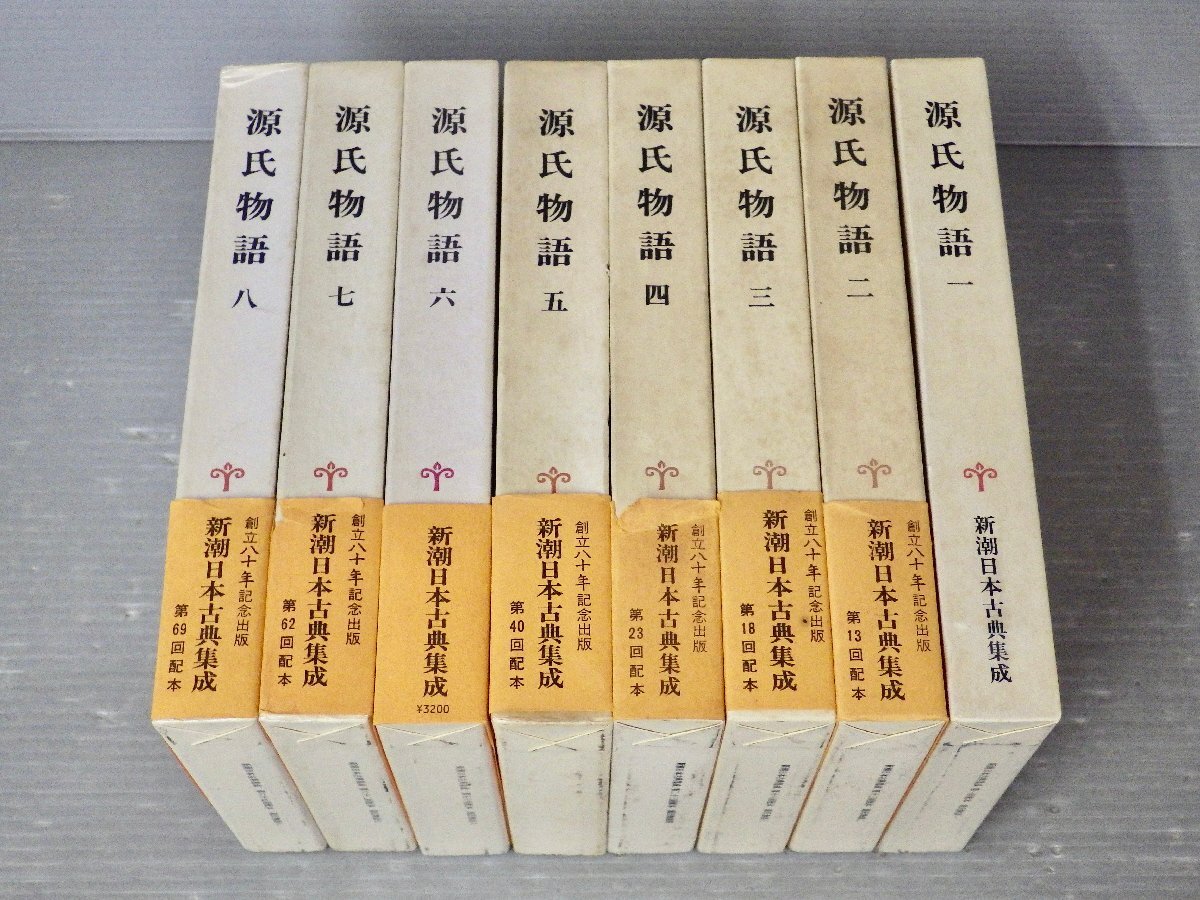 源氏物語 一
新潮日本古典集成
源氏物語 二
創立八十年記念出版
新潮日本古典集成
第13回配本
源氏物語 三
創立八十年記念出版
新潮日本古典集成
第18回配本
源氏物語 四
創立八十年記念出版
新潮日本古典集成
第23回配本
源氏物語 五
創立八十年記念出版
新潮日本古典集成
第40回配本
源氏物語 六
新潮日本古典集成
¥3200
源氏物語 七
創立八十年記念出版
新潮日本古典集成
第62回配本
源氏物語 八
創立八十年記念出版
新潮日本古典集成
第69回配本